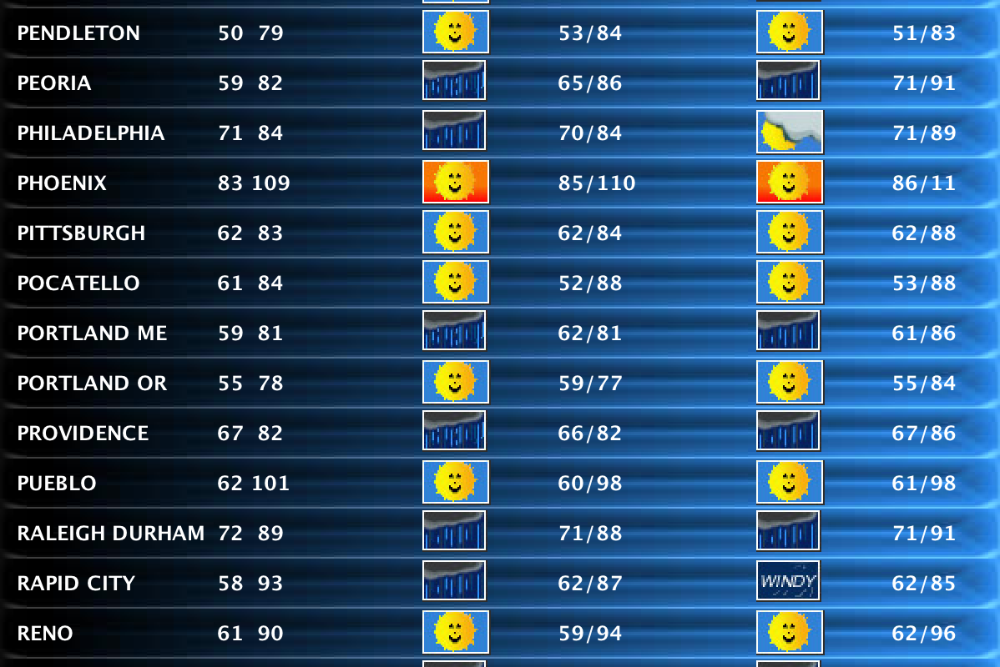 PENDLETON 50 79 53/84 51/83
PEORIA 59 82 65/86 71/91
PHILADELPHIA 71 84 70/84 71/89
PHOENIX 83 109 85/110 86/11
PITTSBURGH 62 83 62/84 62/88
POCATELLO 61 84 52/88 53/88
PORTLAND ME 59 81 62/81 61/86
PORTLAND OR 55 78 59/77 55/84
PROVIDENCE 67 82 66/82 67/86
PUEBLO 62 101 60/98 61/98
RALEIGH DURHAM 72 89 71/88 71/91
RAPID CITY 58 93 62/87 WINDY 62/85
RENO 61 90 59/94 62/96